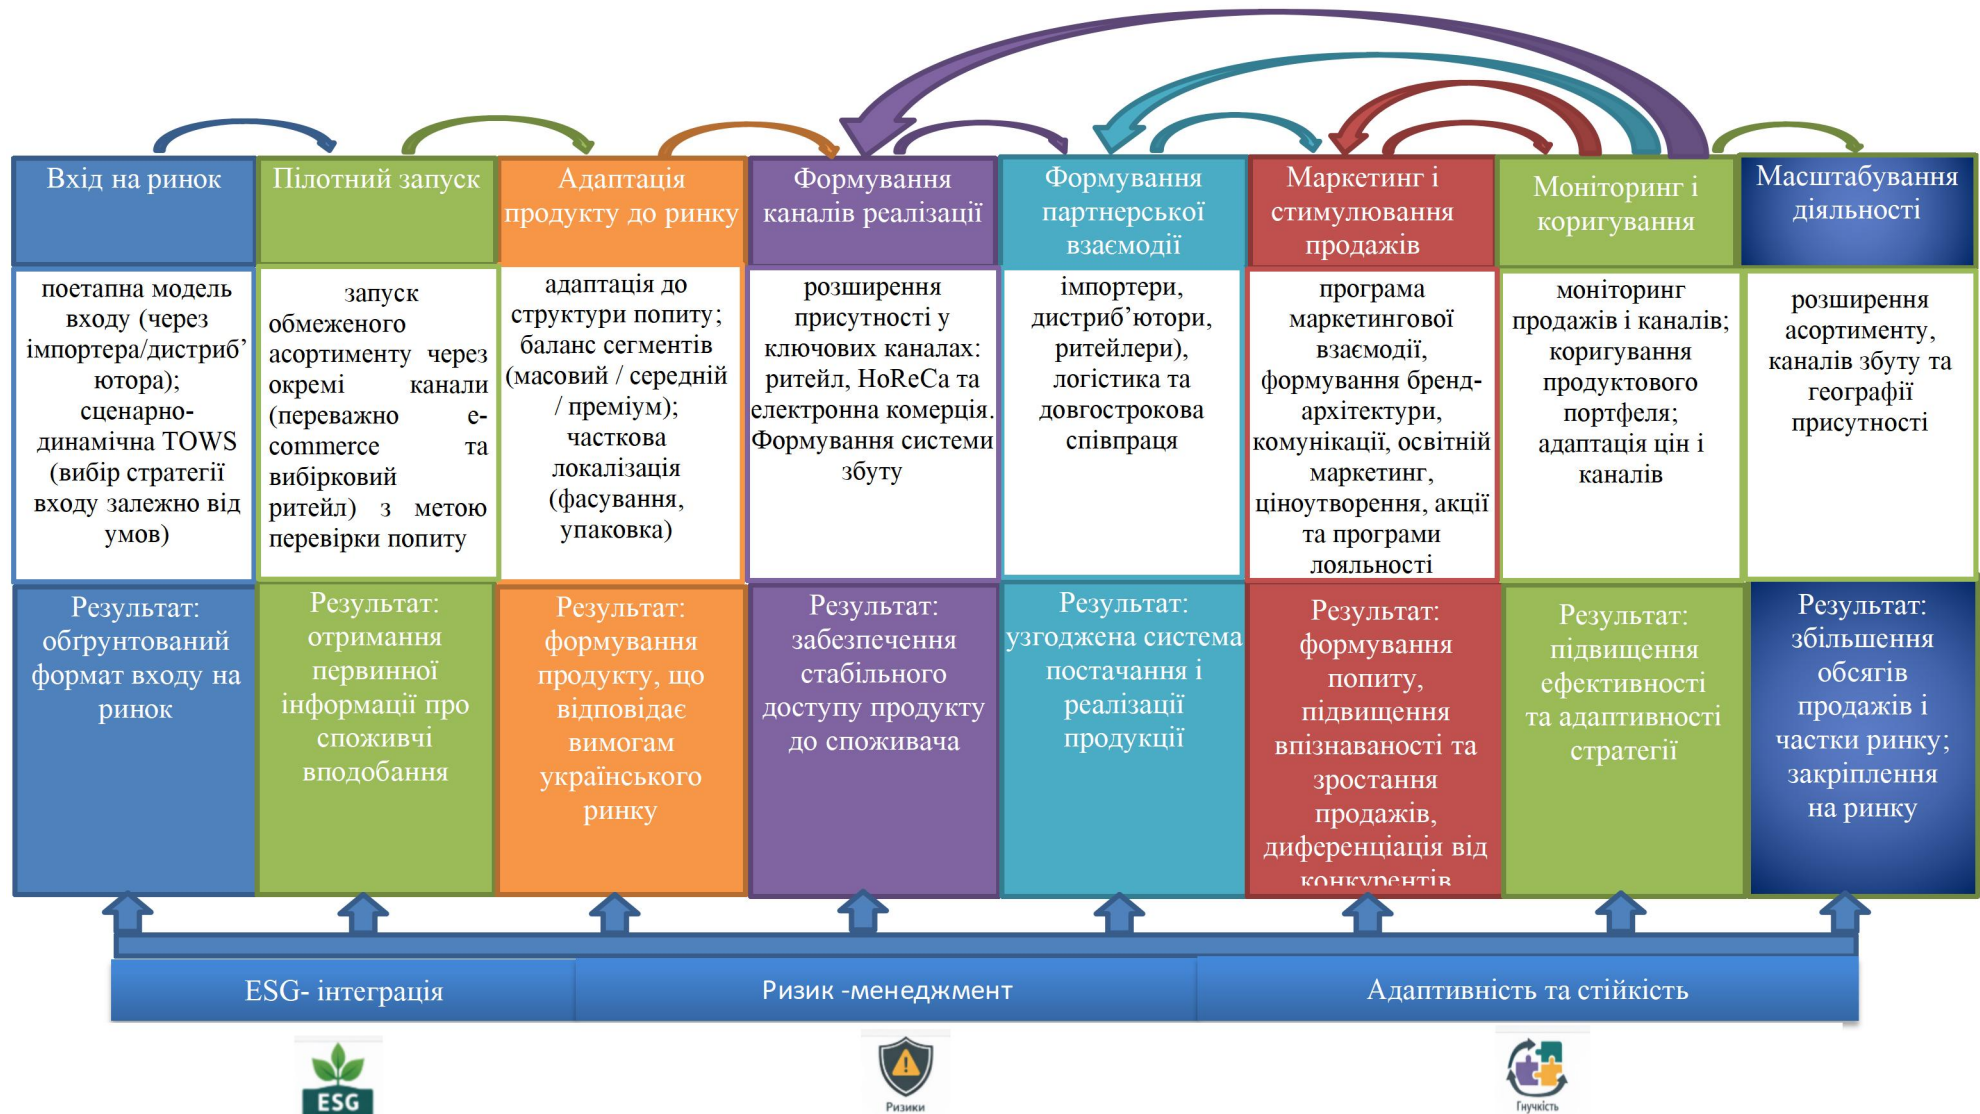 Вхід на ринок
Пілотний запуск
Адаптація
продукту до ринку
Формування
каналів реалізації
Формування
партнерської
взаємодії
Маркетинг і
стимулювання
продажів
Моніторинг і
коригування
Масштабування
діяльності
поетапна модель
входу (через
імпортера/дистриб’
ютора);
сценарно-
динамічна TOWS
(вибір стратегії
входу залежно від
умов)
запуск
обмеженого
асортименту через
окремі канали
(переважно e-
commerce та
вибірковий
ритейл) з метою
перевірки попиту
адаптація до
структури попиту;
баланс сегментів
(масовий / середній
/ преміум);
часткова
локалізація
(фасування,
упаковка)
розширення
присутності у
ключових каналах:
ритейл, HoReCa та
електронна комерція.
Формування системи
збуту
імпортери,
дистриб’ютори,
ритейлери),
логістика та
довгострокова
співпраця
програма
маркетингової
взаємодії,
формування бренд-
архітектури,
комунікації, освітній
маркетинг,
ціноутворення, акції
та програми
лояльності
моніторинг
продажів і каналів;
коригування
продуктового
портфеля;
адаптація цін і
каналів
розширення
асортименту,
каналів збуту та
географії
присутності
Результат:
обґрунтований
формат входу на
ринок
Результат:
отримання
первинної
інформації про
споживчі
вподобання
Результат:
формування
продукту, що
відповідає
вимогам
українського
ринку
Результат:
забезпечення
стабільного
доступу продукту
до споживача
Результат:
узгоджена система
постачання і
реалізації
продукції
Результат:
формування
попиту,
підвищення
впізнаваності та
зростання
продажів,
диференціація від
конкурентів
Результат:
підвищення
ефективності
та адаптивності
стратегії
Результат:
збільшення
обсягів
продажів і
частки ринку;
закріплення
на ринку
ESG- інтеграція
Ризик -менеджмент
Адаптивність та стійкість
ESG
Ризики
Гнучкість